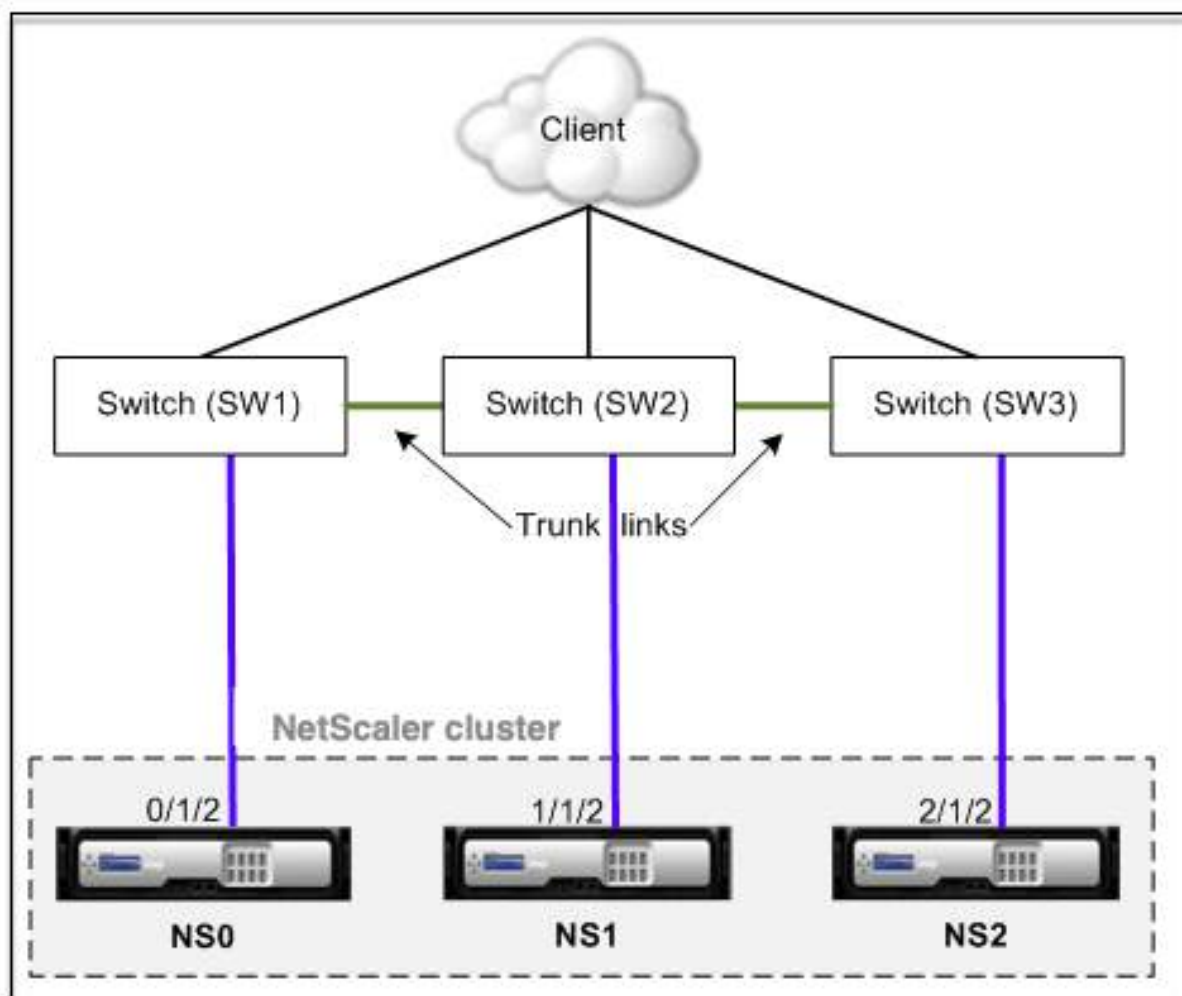 Client
Switch (SW1)
Switch (SW2)
Switch (SW3)
Trunk links
NetScaler cluster
0/1/2
1/1/2
2/1/2
NS0
NS1
NS2